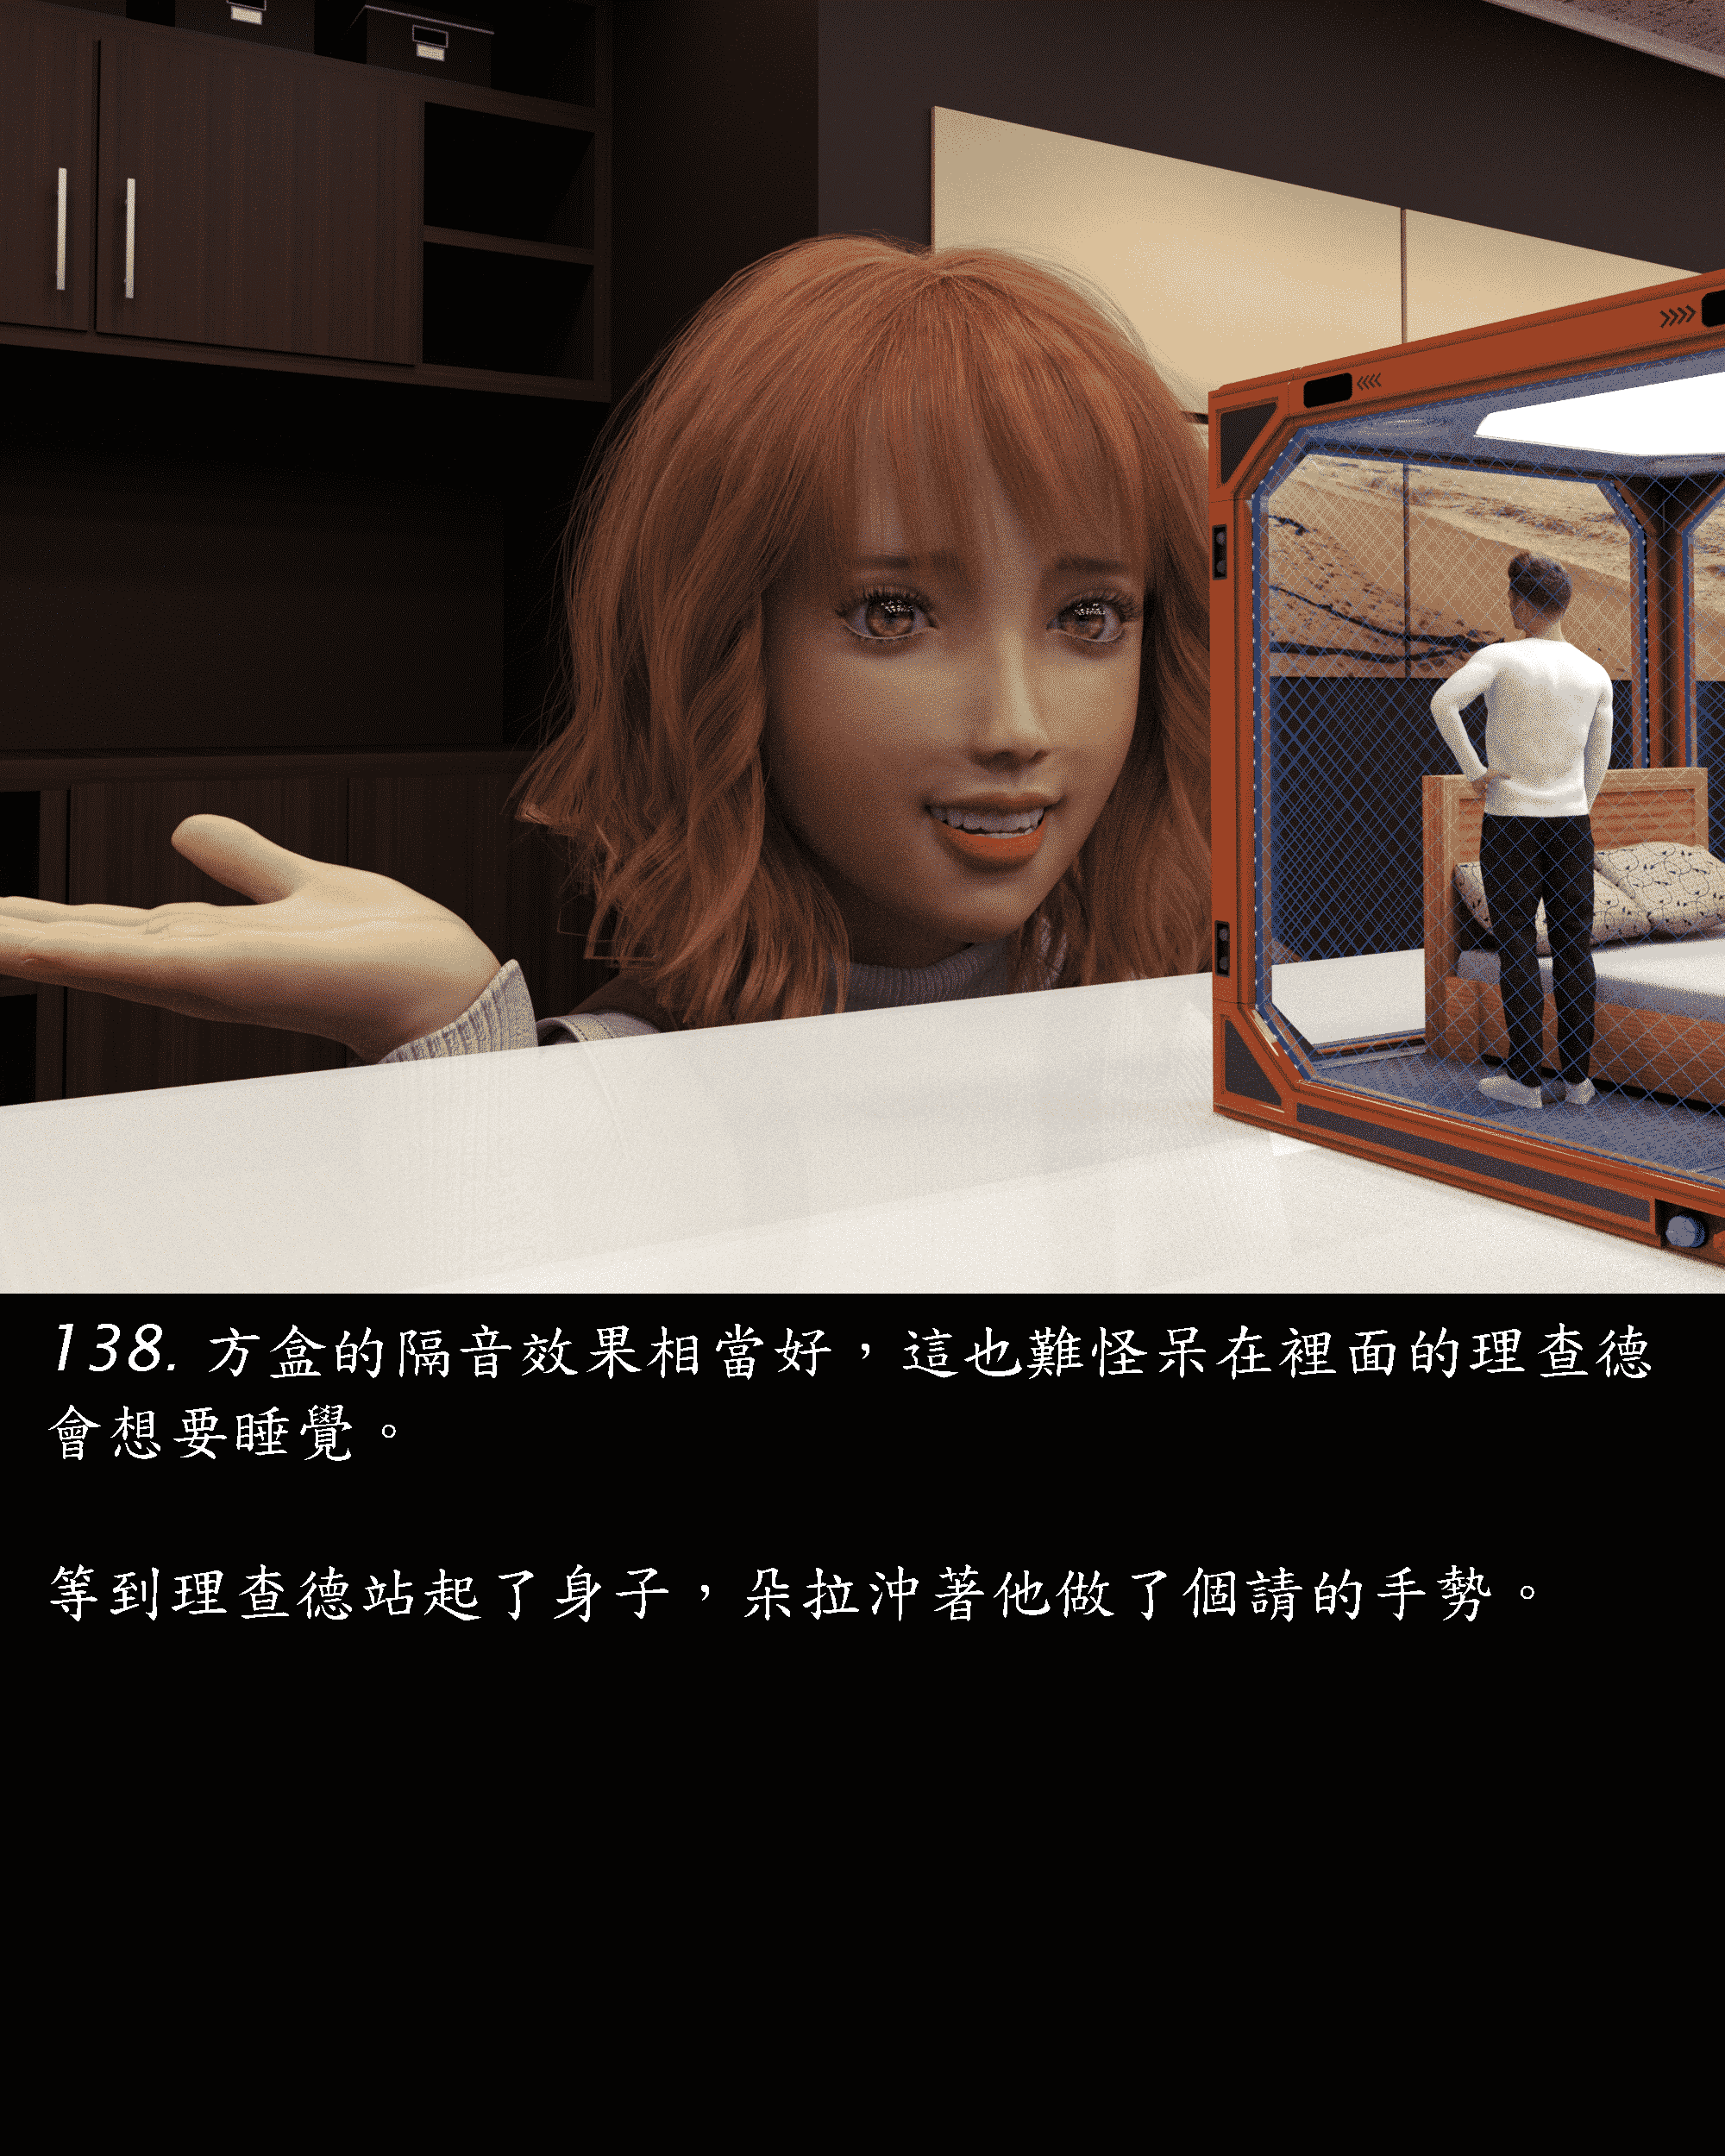 138. 方盒的隔音效果相當好，這也難怪呆在裡面的理查德
會想要睡覺。
等到理查德站起了身子，朵拉沖著他做了個請的手勢。